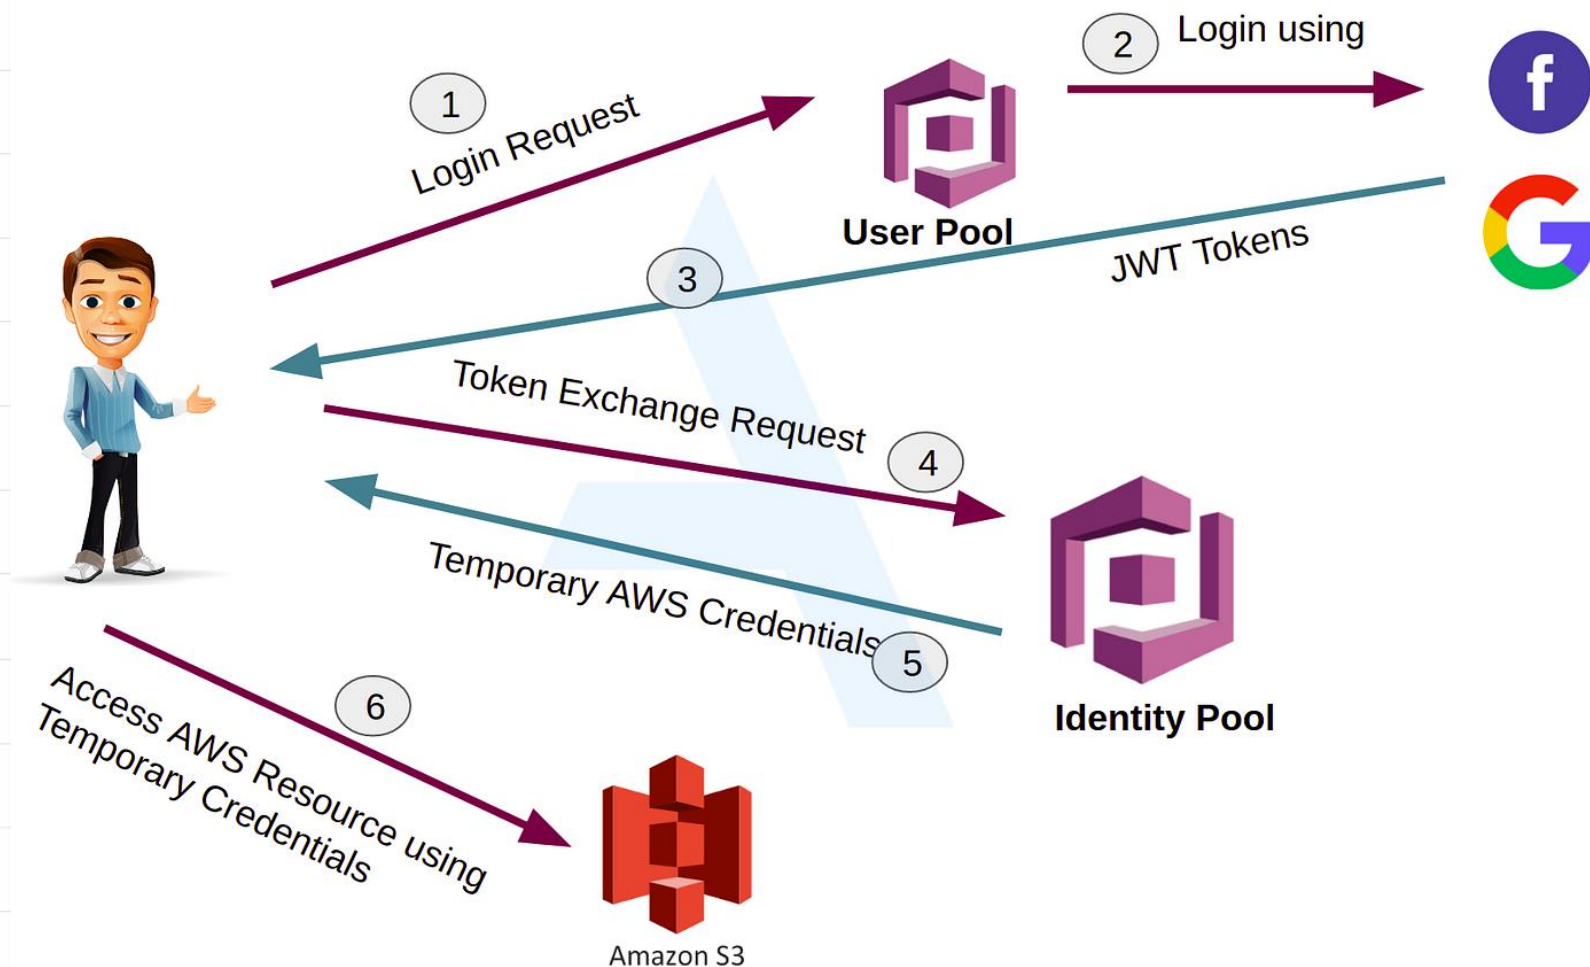 1
Login Request
2
Login using
f
User Pool
3
JWT Tokens
Token Exchange Request
4
Temporary AWS Credentials
5
Identity Pool
6
Access AWS Resource using
Temporary Credentials
Amazon S3